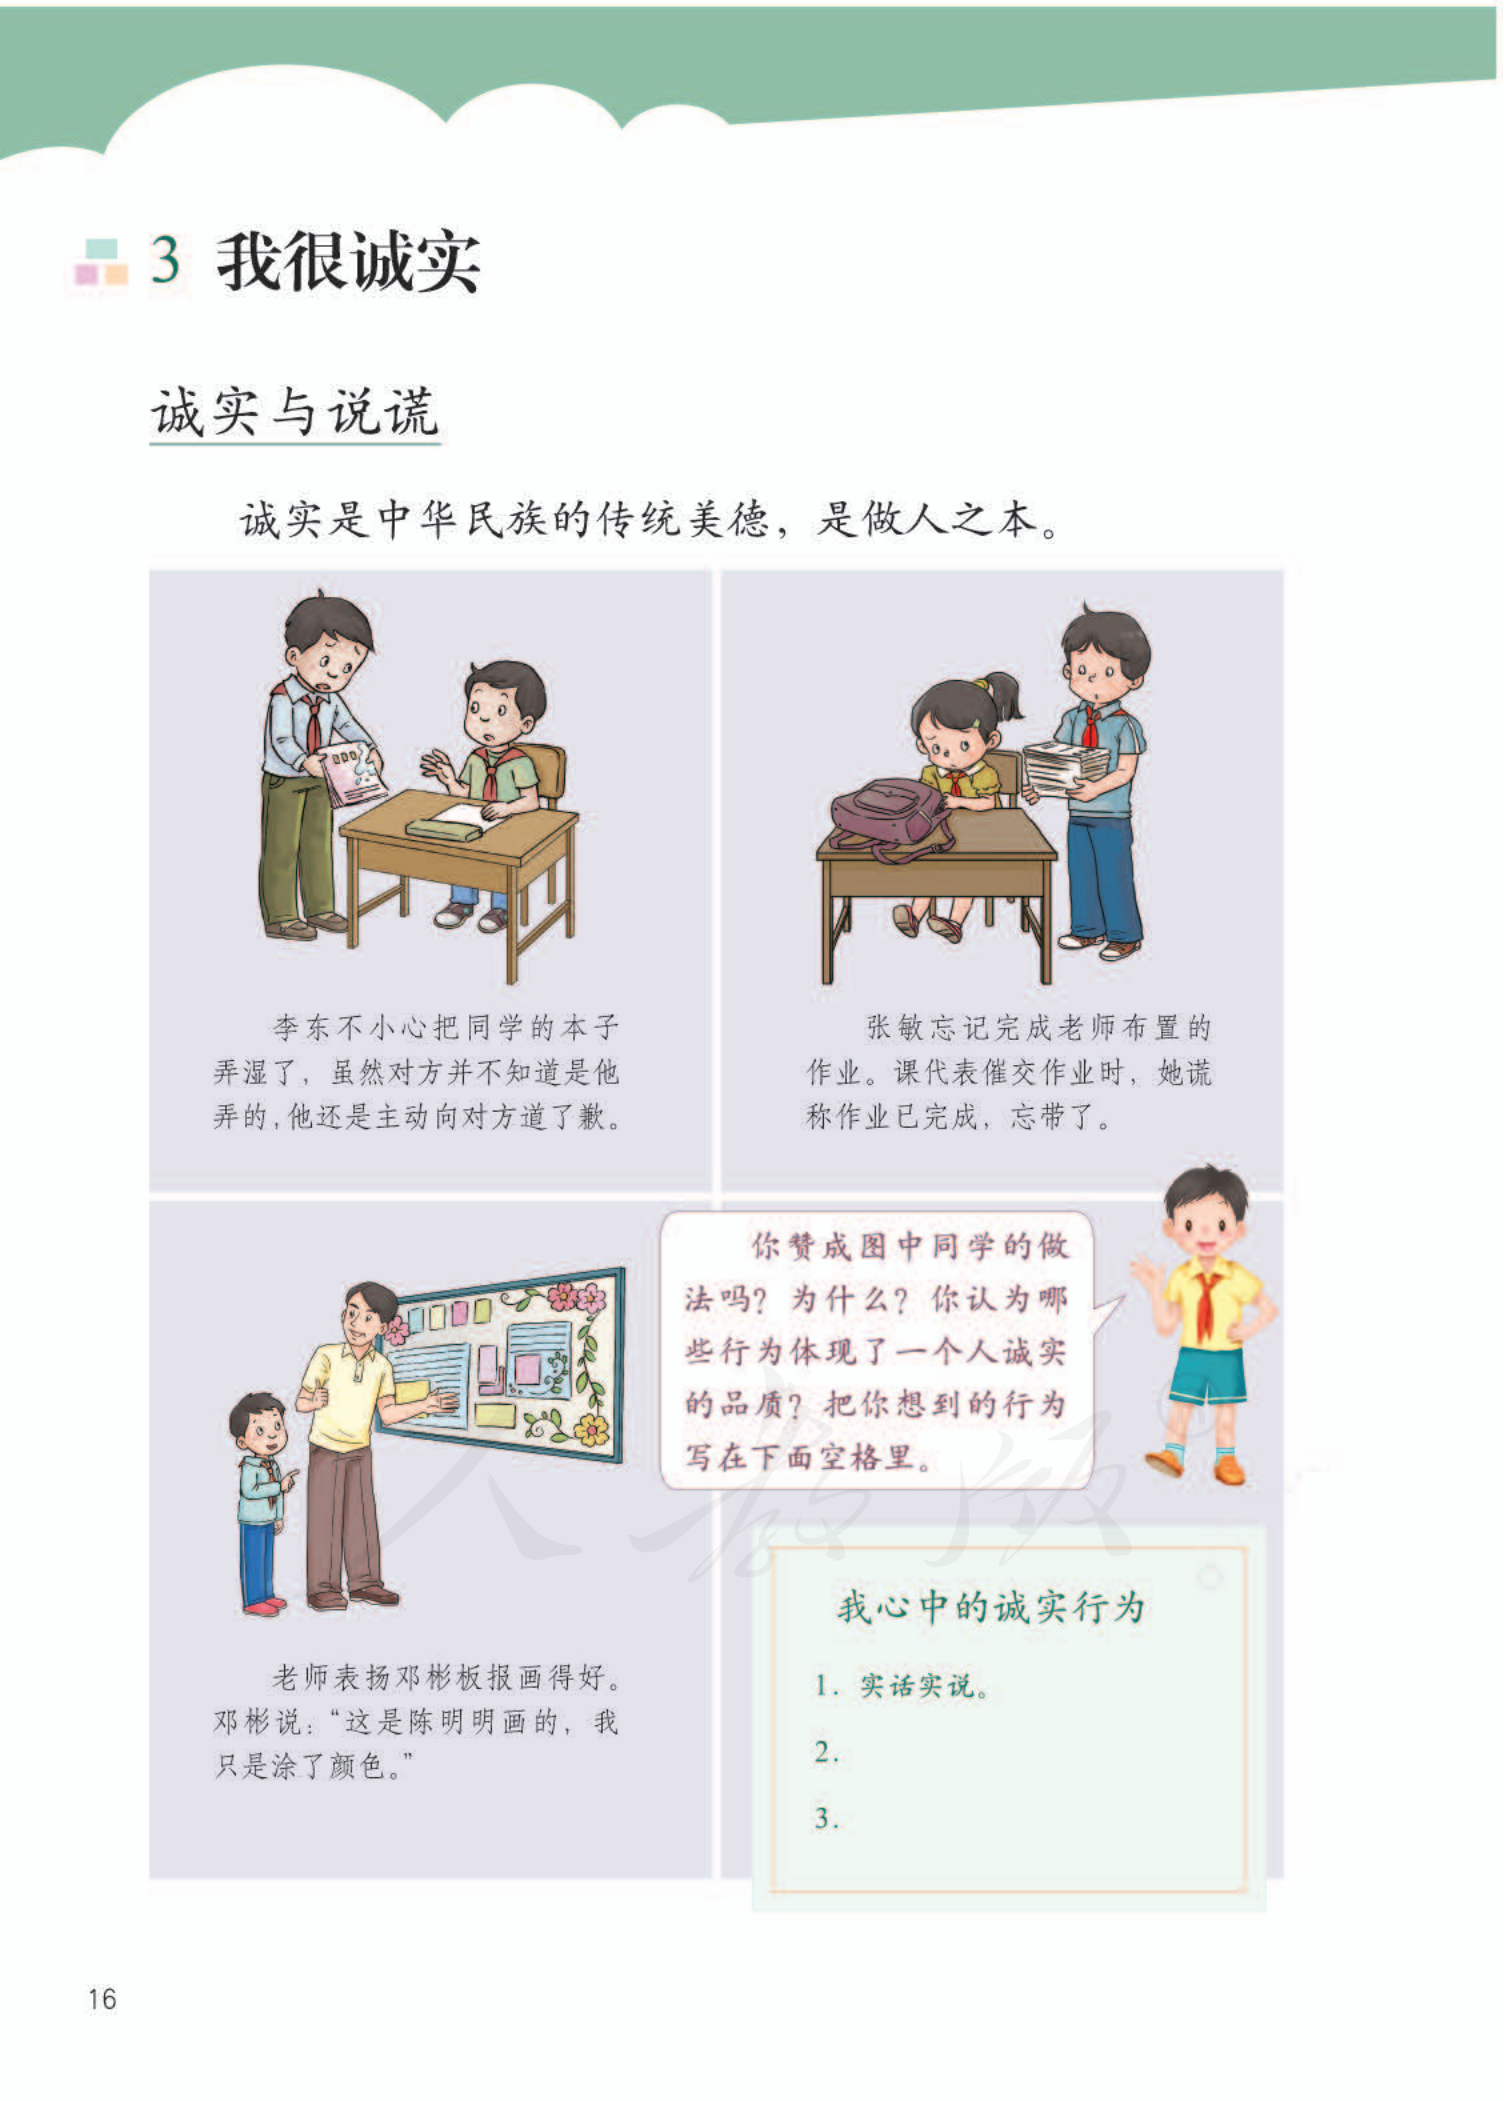 3 我很诚实
诚实与说谎
诚实是中华民族的传统美德，是做人之本。
李东不小心把同学的本子
弄湿了，虽然对方并不知道是他
弄的，他还是主动向对方道了歉。
张敏忘记完成老师布置的
作业。课代表催交作业时，她谎
称作业已完成，忘带了。
你赞成图中同学的做
法吗？为什么？你认为哪
些行为体现了一个人诚实
的品质？把你想到的行为
写在下面空格里。
老师表扬邓彬板报画得好。
邓彬说：“这是陈明明画的，我
只是涂了颜色。”
我心中的诚实行为
1. 实话实说。
2.
3.
人教版
16